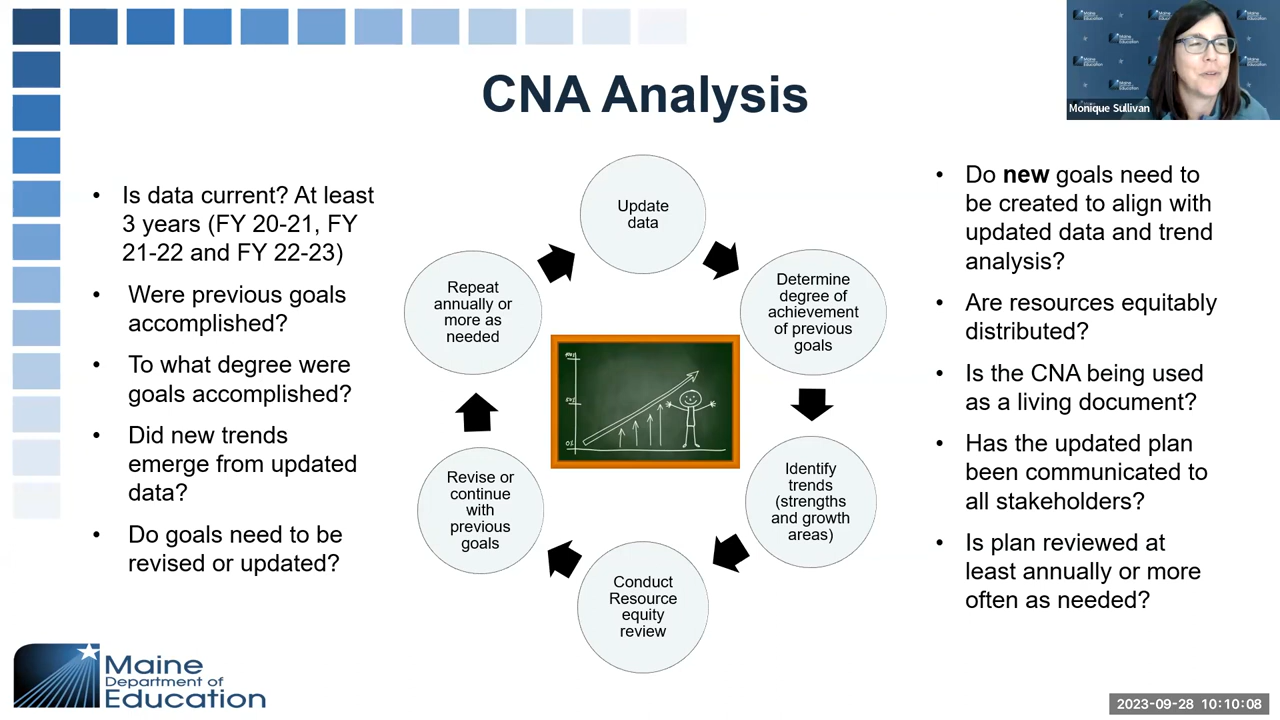 CNA Analysis
Monique Sullivan
• Is data current? At least
3 years (FY 20-21, FY
21-22 and FY 22-23)
• Were previous goals
accomplished?
• To what degree were
goals accomplished?
• Did new trends
emerge from updated
data?
• Do goals need to be
revised or updated?
Update
data
Determine
degree of
achievement
of previous
goals
Identify
trends
(strengths
and growth
areas)
Conduct
Resource
equity
review
Revise or
continue
with
previous
goals
Repeat
annually or
more as
needed
50%
0%
• Do new goals need to
be created to align with
updated data and trend
analysis?
• Are resources equitably
distributed?
• Is the CNA being used
as a living document?
• Has the updated plan
been communicated to
all stakeholders?
• Is plan reviewed at
least annually or more
often as needed?
Maine
Department of
Education
2023-09-28 10:10:08